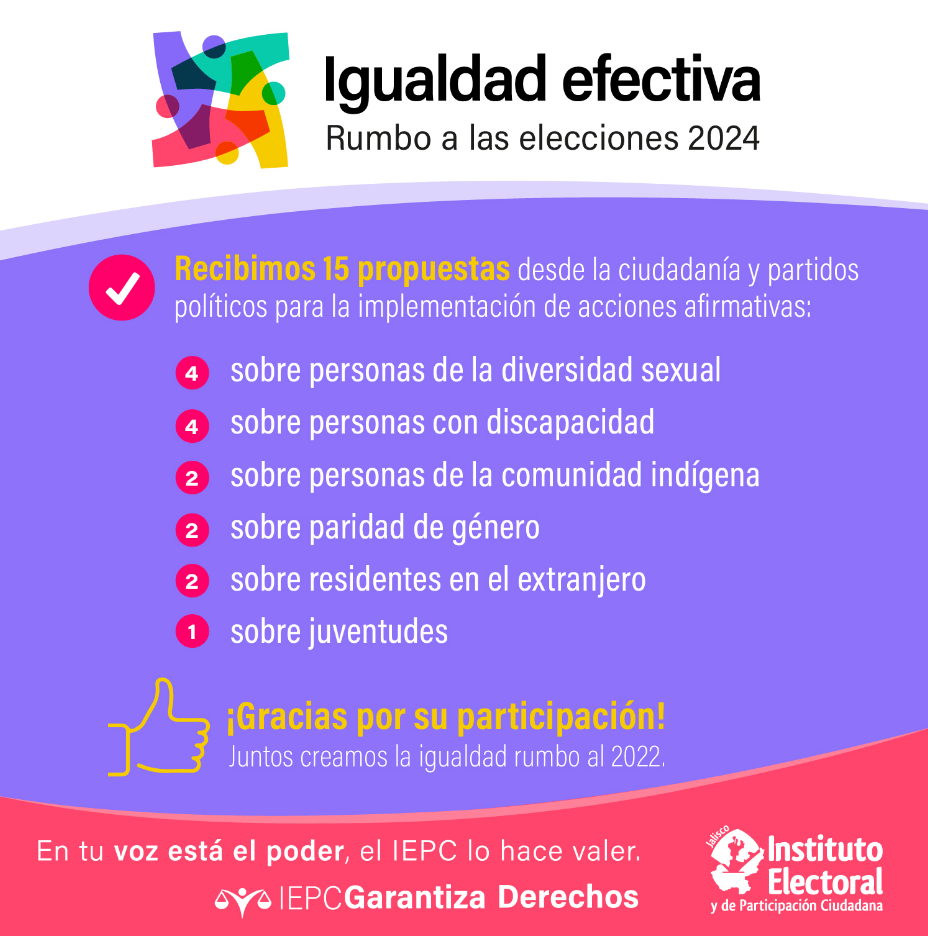 Igualdad efectiva
Rumbo a las elecciones 2024
Recibimos 15 propuestas desde la ciudadanía y partidos
políticos para la implementación de acciones afirmativas:
4 sobre personas de la diversidad sexual
4 sobre personas con discapacidad
2 sobre personas de la comunidad indígena
2 sobre paridad de género
2 sobre residentes en el extranjero
1 sobre juventudes
¡Gracias por su participación!
Juntos creamos la igualdad rumbo al 2022.
En tu voz está el poder, el IEPC lo hace valer.
IEPCGarantiza Derechos
Jalisco
Instituto
Electoral
y de Participación Ciudadana